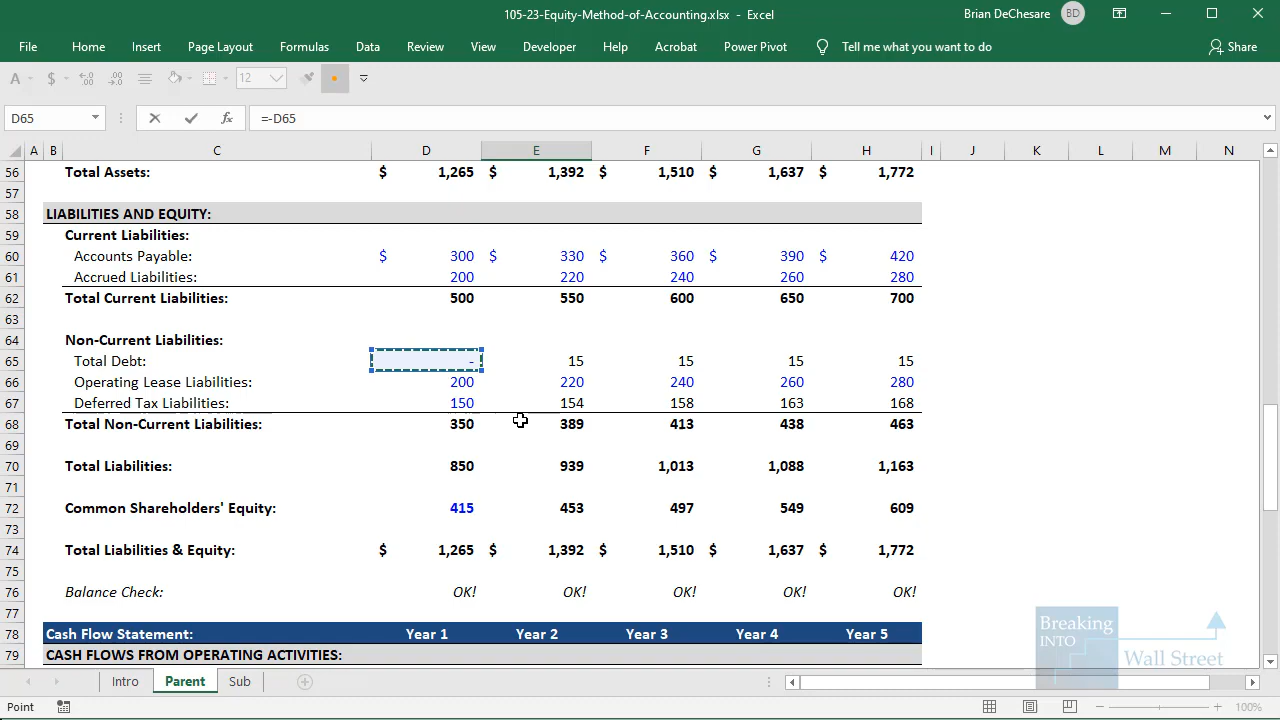 105-23-Equity-Method-of-Accounting.xlsx - Excel
Brian DeChesare BD
File Home Insert Page Layout Formulas Data Review View Developer Help Acrobat Power Pivot Tell me what you want to do Share
A $ 12
D65 fx =-D65
A B C D E F G H I J K L M N
56 Total Assets: $ 1,265 $ 1,392 $ 1,510 $ 1,637 $ 1,772
57
58 LIABILITIES AND EQUITY:
59 Current Liabilities:
60 Accounts Payable: $ 300 $ 330 $ 360 $ 390 $ 420
61 Accrued Liabilities: 200 220 240 260 280
62 Total Current Liabilities: 500 550 600 650 700
63
64 Non-Current Liabilities:
65 Total Debt: - 15 15 15 15
66 Operating Lease Liabilities: 200 220 240 260 280
67 Deferred Tax Liabilities: 150 154 158 163 168
68 Total Non-Current Liabilities: 350 389 413 438 463
69
70 Total Liabilities: 850 939 1,013 1,088 1,163
71
72 Common Shareholders' Equity: 415 453 497 549 609
73
74 Total Liabilities & Equity: $ 1,265 $ 1,392 $ 1,510 $ 1,637 $ 1,772
75
76 Balance Check: OK! OK! OK! OK! OK!
77
78 Cash Flow Statement: Year 1 Year 2 Year 3 Year 4 Year 5
79 CASH FLOWS FROM OPERATING ACTIVITIES:
Breaking
INTO
Wall Street
Intro Parent Sub
Point 100%